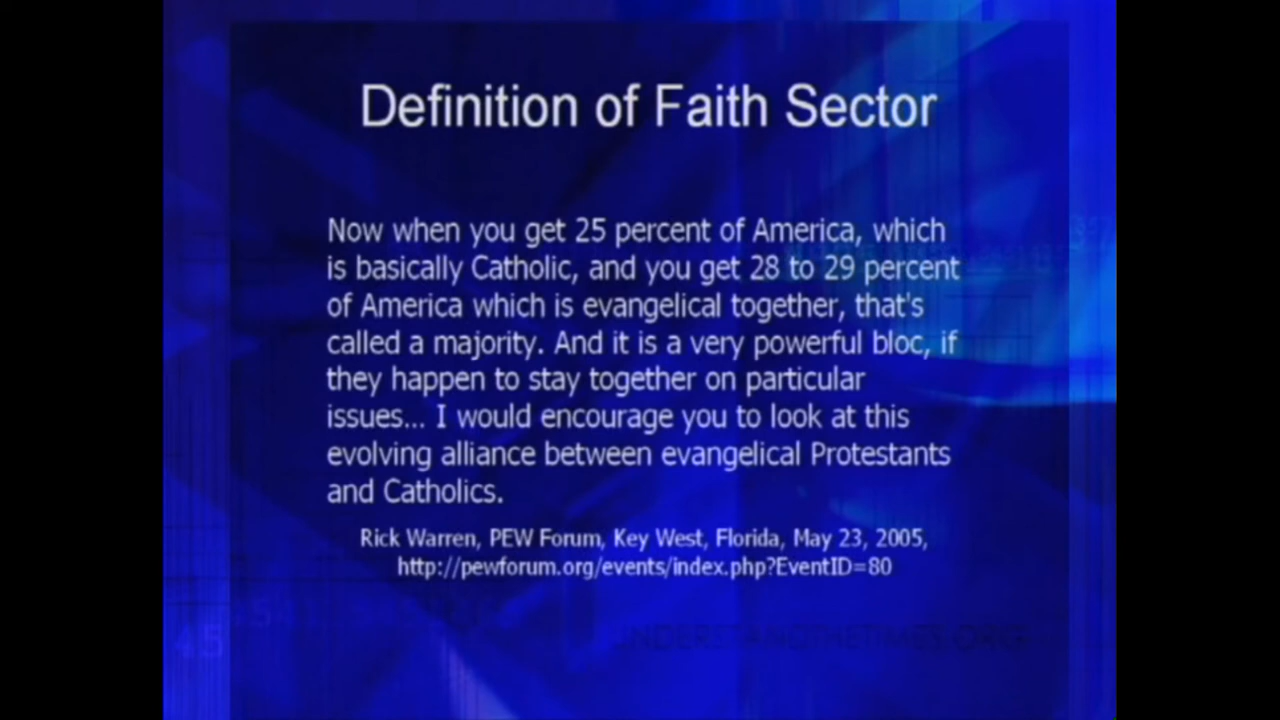 Definition of Faith Sector
Now when you get 25 percent of America, which
is basically Catholic, and you get 28 to 29 percent
of America which is evangelical together, that's
called a majority. And it is a very powerful bloc, if
they happen to stay together on particular
issues... I would encourage you to look at this
evolving alliance between evangelical Protestants
and Catholics.
Rick Warren, PEW Forum, Key West, Florida, May 23, 2005,
http://pewforum.org/events/index.php?EventID=80
45